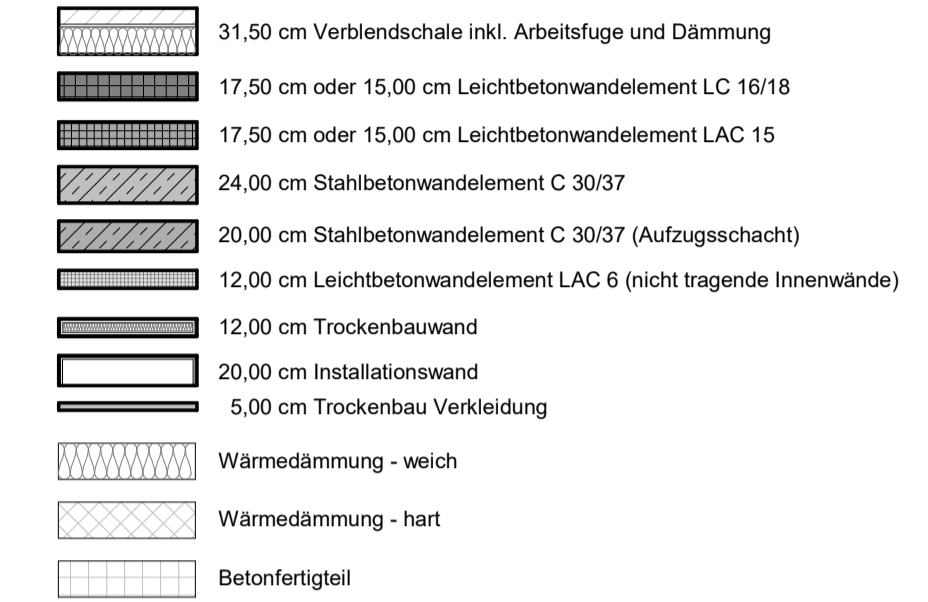 31,50 cm Verblendschale inkl. Arbeitsfuge und Dämmung
17,50 cm oder 15,00 cm Leichtbetonwandelement LC 16/18
17,50 cm oder 15,00 cm Leichtbetonwandelement LAC 15
24,00 cm Stahlbetonwandelement C 30/37
20,00 cm Stahlbetonwandelement C 30/37 (Aufzugsschacht)
12,00 cm Leichtbetonwandelement LAC 6 (nicht tragende Innenwände)
12,00 cm Trockenbauwand
20,00 cm Installationswand
5,00 cm Trockenbau Verkleidung
Wärmedämmung - weich
Wärmedämmung - hart
Betonfertigteil